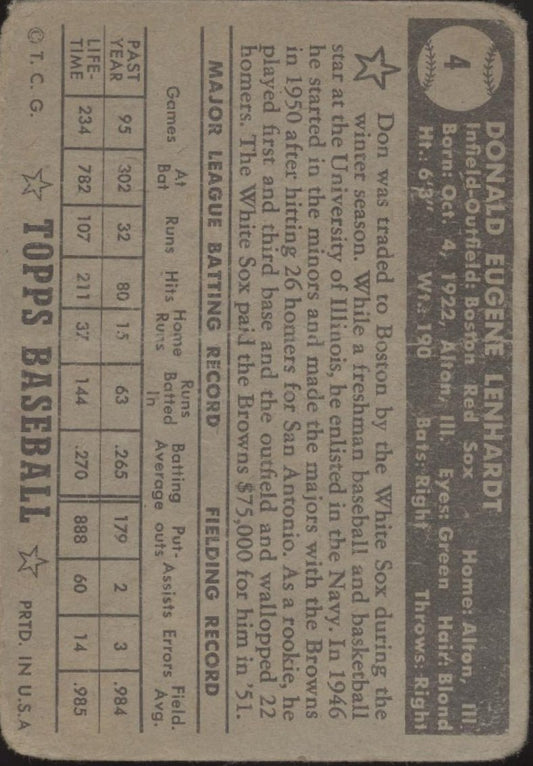 4
DONALD EUGENE LENHARDT
Infield-Outfield: Boston Red Sox Home: Alton, Ill.
Born: Oct. 4, 1922, Alton, Ill. Eyes: Green Hair: Blond
Ht: 6'3" Wt.: 190 Bats: Right Throws: Right
Don was traded to Boston by the White Sox during the
winter season. While a freshman baseball and basketball
star at the University of Illinois, he enlisted in the Navy. In 1946
he started in the minors and made the majors with the Browns
in 1950 after hitting 26 homers for San Antonio. As a rookie, he
played first and third base and the outfield and wallopped 22
homers. The White Sox paid the Browns $75,000 for him in '51.
MAJOR LEAGUE BATTING RECORD FIELDING RECORD
Games At Bat Runs Hits Home Runs Runs Batted In Batting Average Put-outs Assists Errors Field. Avg.
PAST YEAR 95 302 32 80 15 63 .265 179 2 3 .984
LIFE-TIME 234 782 107 211 37 144 .270 888 60 14 .985
© T. C. G. TOPPS BASEBALL PRTD. IN U.S.A